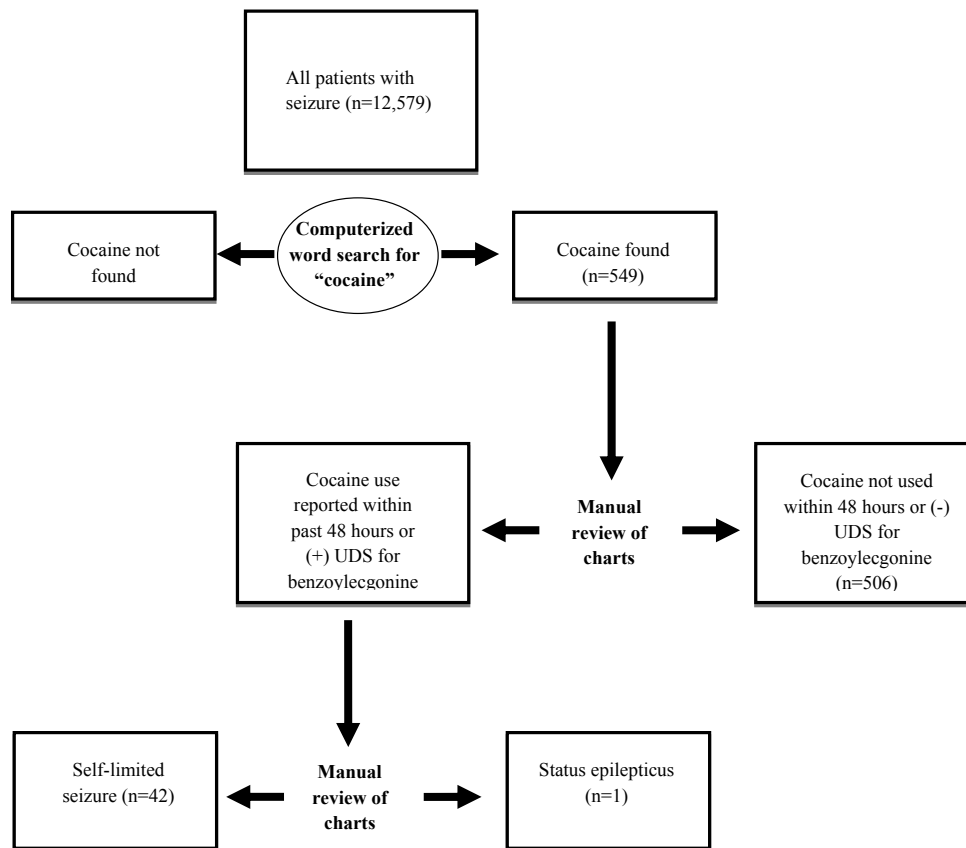 All patients with
seizure (n=12,579)
Cocaine not
found
Computerized
word search for
“cocaine”
Cocaine found
(n=549)
Cocaine use
reported within
past 48 hours or
(+) UDS for
benzoylecgonine
Manual
review of
charts
Cocaine not used
within 48 hours or (-)
UDS for
benzoylecgonine
(n=506)
Self-limited
seizure (n=42)
Manual
review of
charts
Status epilepticus
(n=1)